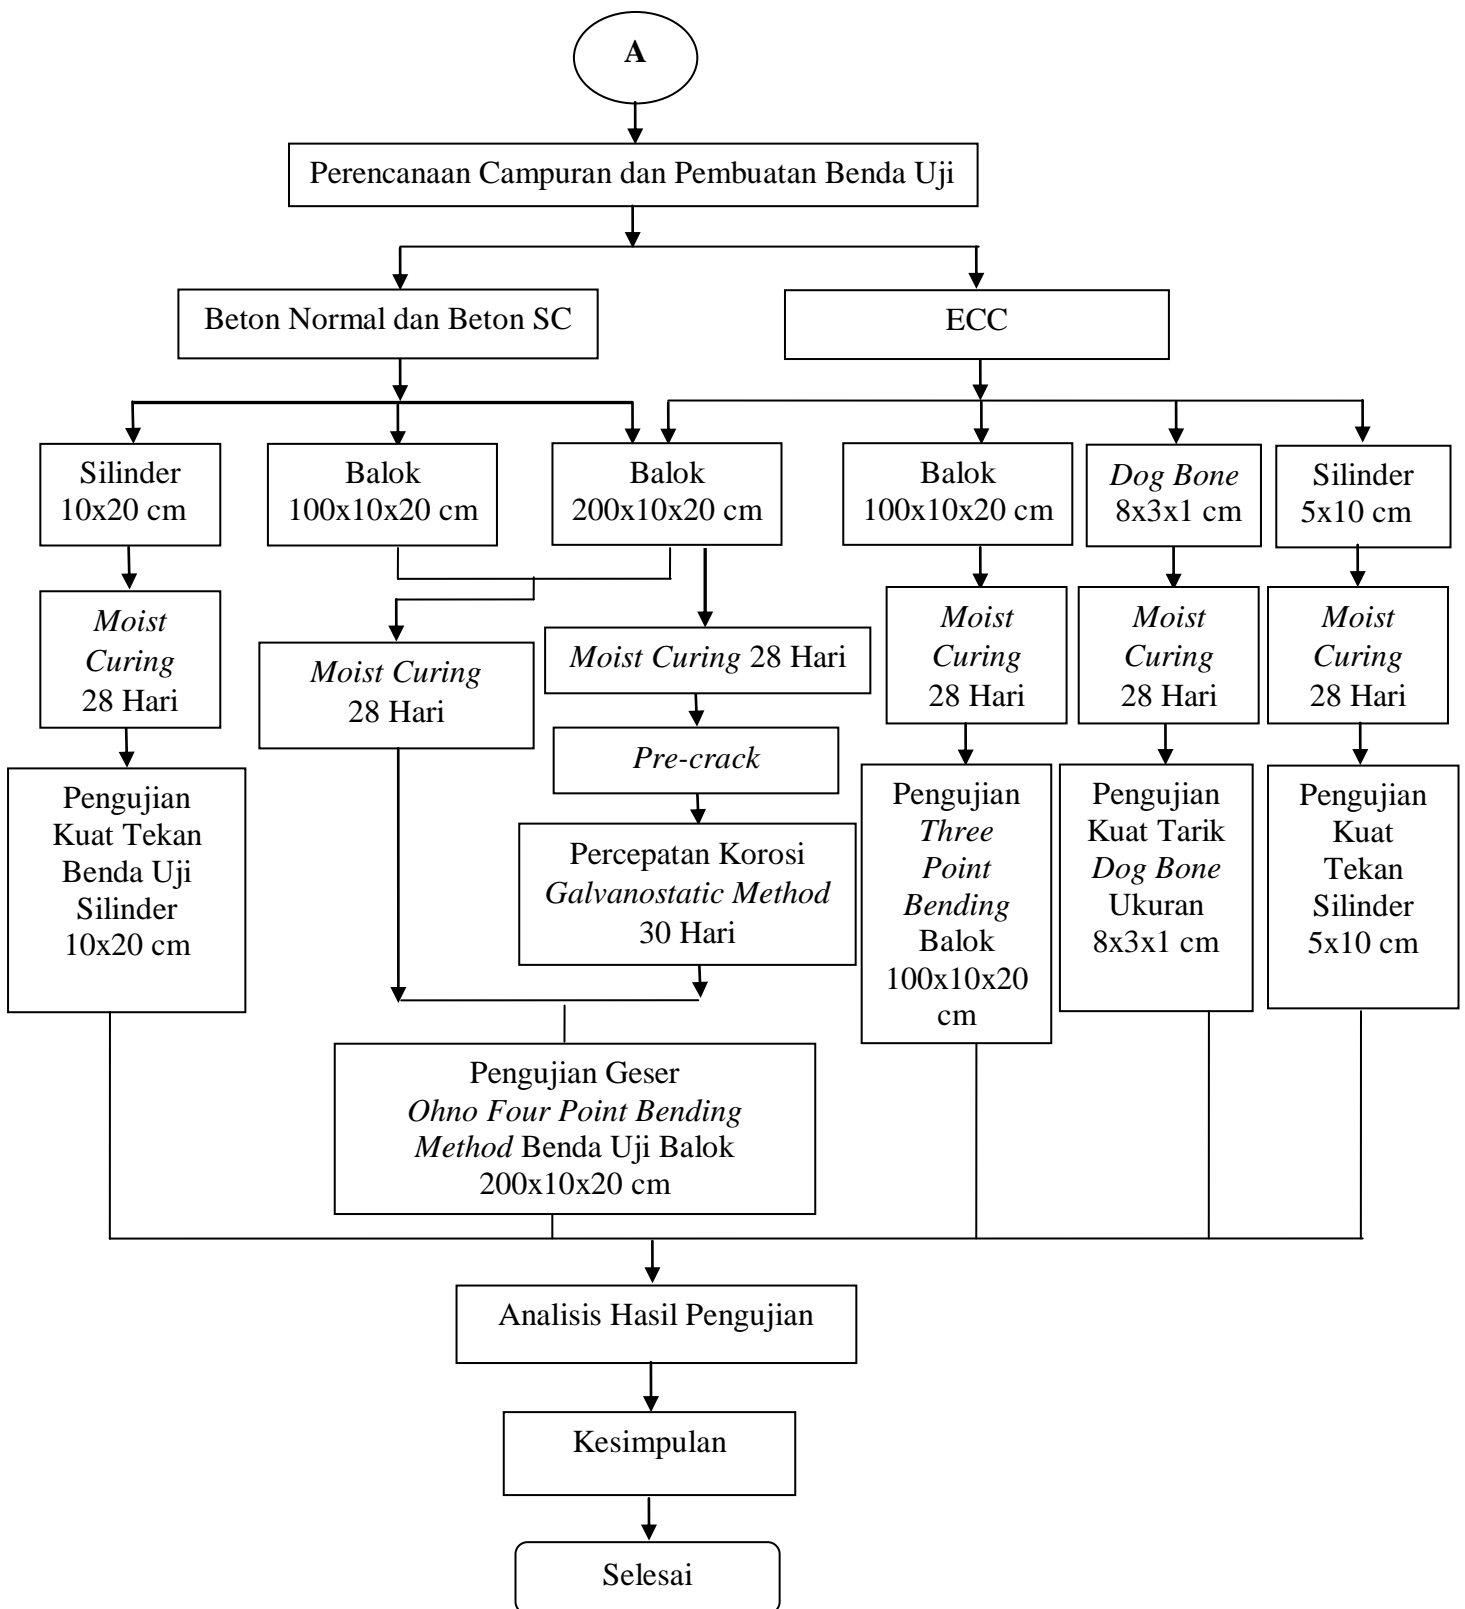 A
Perencanaan Campuran dan Pembuatan Benda Uji
Beton Normal dan Beton SC
ECC
Silinder
10x20 cm
Balok
100x10x20 cm
Balok
200x10x20 cm
Balok
100x10x20 cm
Dog Bone
8x3x1 cm
Silinder
5x10 cm
Moist
Curing
28 Hari
Moist Curing
28 Hari
Moist Curing 28 Hari
Moist
Curing
28 Hari
Moist
Curing
28 Hari
Moist
Curing
28 Hari
Pre-crack
Percepatan Korosi
Galvanostatic Method
30 Hari
Pengujian
Kuat Tekan
Benda Uji
Silinder
10x20 cm
Pengujian
Three
Point
Bending
Balok
100x10x20
cm
Pengujian
Kuat Tarik
Dog Bone
Ukuran
8x3x1 cm
Pengujian
Kuat
Tekan
Silinder
5x10 cm
Pengujian Geser
Ohno Four Point Bending
Method Benda Uji Balok
200x10x20 cm
Analisis Hasil Pengujian
Kesimpulan
Selesai